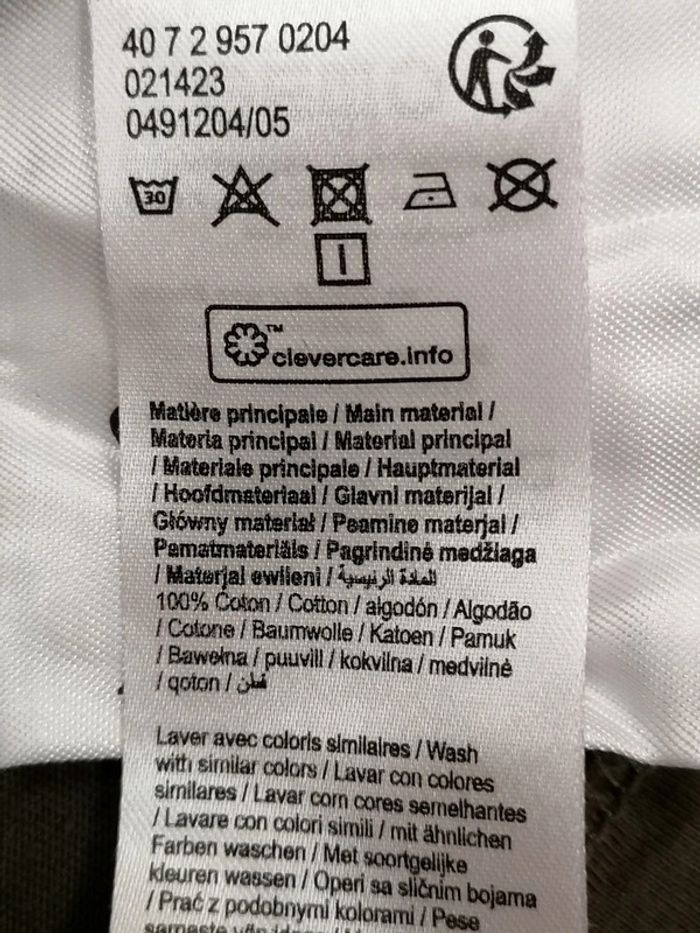 40 7 2 957 0204
021423
0491204/05
30
I
™
clevercare.info
Matière principale / Main material /
Materia principal / Material principal
/ Materiale principale / Hauptmaterial
/ Hoofdmateriaal / Glavni materijal /
Główny materiał / Peamine materjal /
Pamatmateriāls / Pagrindinė medžiaga
/ Materjal ewlieni / المادة الرئيسية
100% Coton / Cotton / algodón / Algodão
/ Cotone / Baumwolle / Katoen / Pamuk
/ Bawełna / puuvill / kokvilna / medvilnė
/ qoton / قطن
Laver avec coloris similaires / Wash
with similar colors / Lavar con colores
similares / Lavar com cores semelhantes
/ Lavare con colori simili / mit ähnlichen
Farben waschen / Met soortgelijke
kleuren wassen / Operi sa sličnim bojama
/ Prać z podobnymi kolorami / Pese